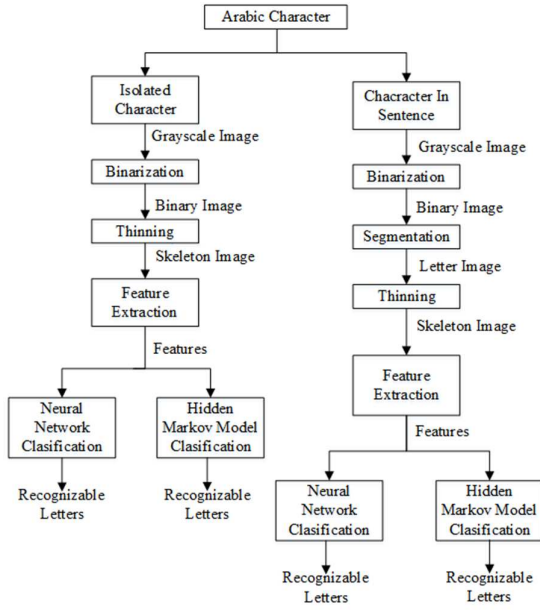 Arabic Character
Isolated
Character
Grayscale Image
Binarization
Binary Image
Thinning
Skeleton Image
Feature
Extraction
Features
Neural
Network
Clasification
Hidden
Markov Model
Clasification
Recognizable
Letters
Recognizable
Letters
Chacracter In
Sentence
Grayscale Image
Binarization
Binary Image
Segmentation
Letter Image
Thinning
Skeleton Image
Feature
Extraction
Features
Neural
Network
Classification
Hidden
Markov Model
Classification
Recognizable
Letters
Recognizable
Letters